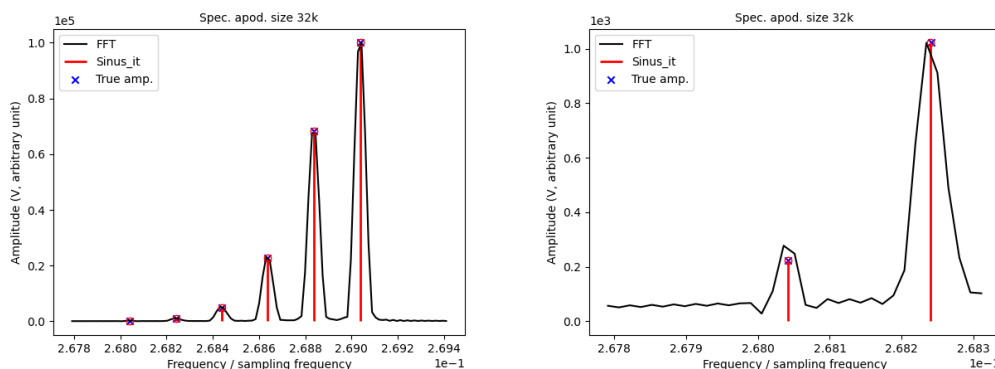 Spec. apod. size 32k
1e5
FFT
Sinus_it
True amp.
Amplitude (V, arbitrary unit)
1.0
0.8
0.6
0.4
0.2
0.0
2.678 2.680 2.682 2.684 2.686 2.688 2.690 2.692 2.694
Frequency / sampling frequency
1e−1
Spec. apod. size 32k
1e3
FFT
Sinus_it
True amp.
Amplitude (V, arbitrary unit)
1.0
0.8
0.6
0.4
0.2
0.0
2.678 2.679 2.680 2.681 2.682 2.683
Frequency / sampling frequency